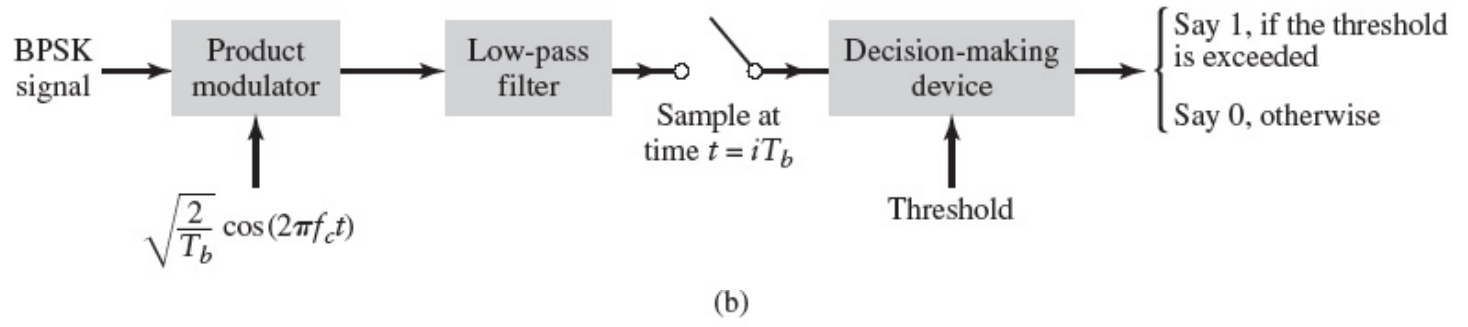 BPSK
signal
Product
modulator
Low-pass
filter
Sample at
time t = iT_b
Decision-making
device
Say 1, if the threshold
is exceeded
Say 0, otherwise
√(2/T_b) cos(2πf_ct)
Threshold
(b)